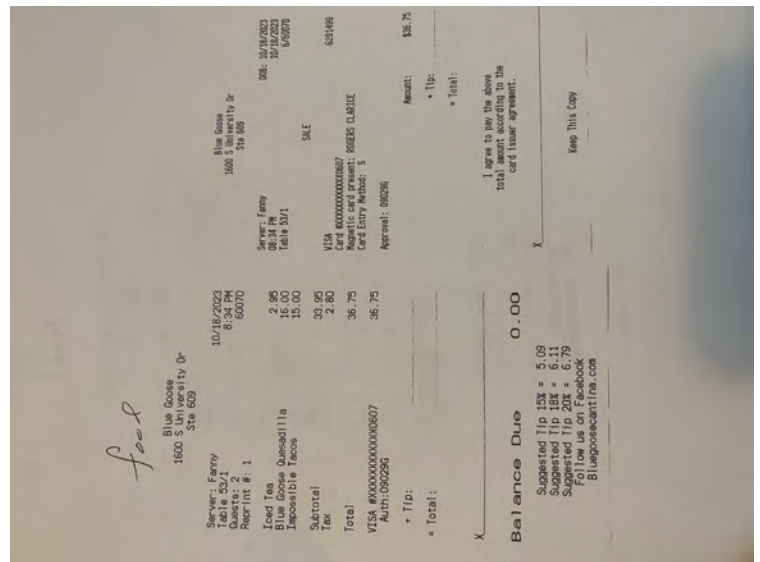 food
Blue Goose
1600 S University Dr
Ste 609
Server: Fanny 10/18/2023
Table 53/1 8:34 PM
Guests: 2 60070
Reprint #: 1
Iced Tea 2.95
Blue Goose Quesadilla 16.00
Impossible Tacos 15.00
Subtotal 33.95
Tax 2.80
Total 36.75
VISA #XXXXXXXXXXXX0607 36.75
Auth:09029G
+ Tip:
= Total:
X
Balance Due 0.00
Suggested Tip 15% = 5.09
Suggested Tip 18% = 6.11
Suggested Tip 20% = 6.79
Follow us on Facebook
Bluegoosecantina.com
Blue Goose
1600 S University Dr
Ste 609
Server: Fanny DOB: 10/18/2023
08:34 PM 10/18/2023
Table 53/1 6/60070
SALE
VISA 6291499
Card #XXXXXXXXXXXX0607
Magnetic card present: ROGERS CLARICE
Card Entry Method: S
Approval: 09029G
Amount: $36.75
+ Tip:
= Total:
I agree to pay the above
total amount according to the
card issuer agreement.
X
Keep This Copy